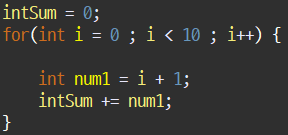 intSum = 0;
for(int i = 0 ; i < 10 ; i++) {
int num1 = i + 1;
intSum += num1;
}